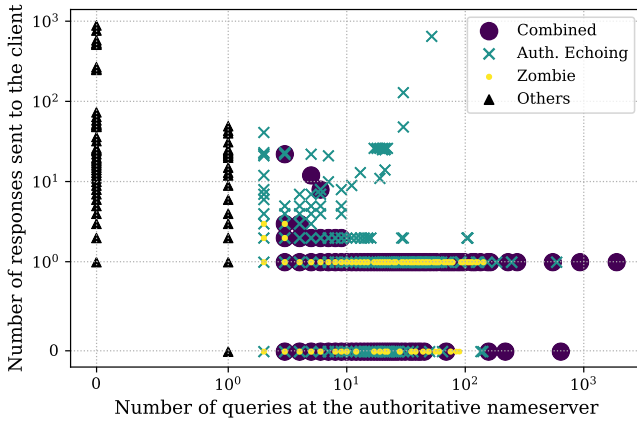 Number of responses sent to the client
10³
10²
10¹
10⁰
0
Combined
Auth. Echoing
Zombie
Others
0
10⁰
10¹
10²
10³
Number of queries at the authoritative nameserver